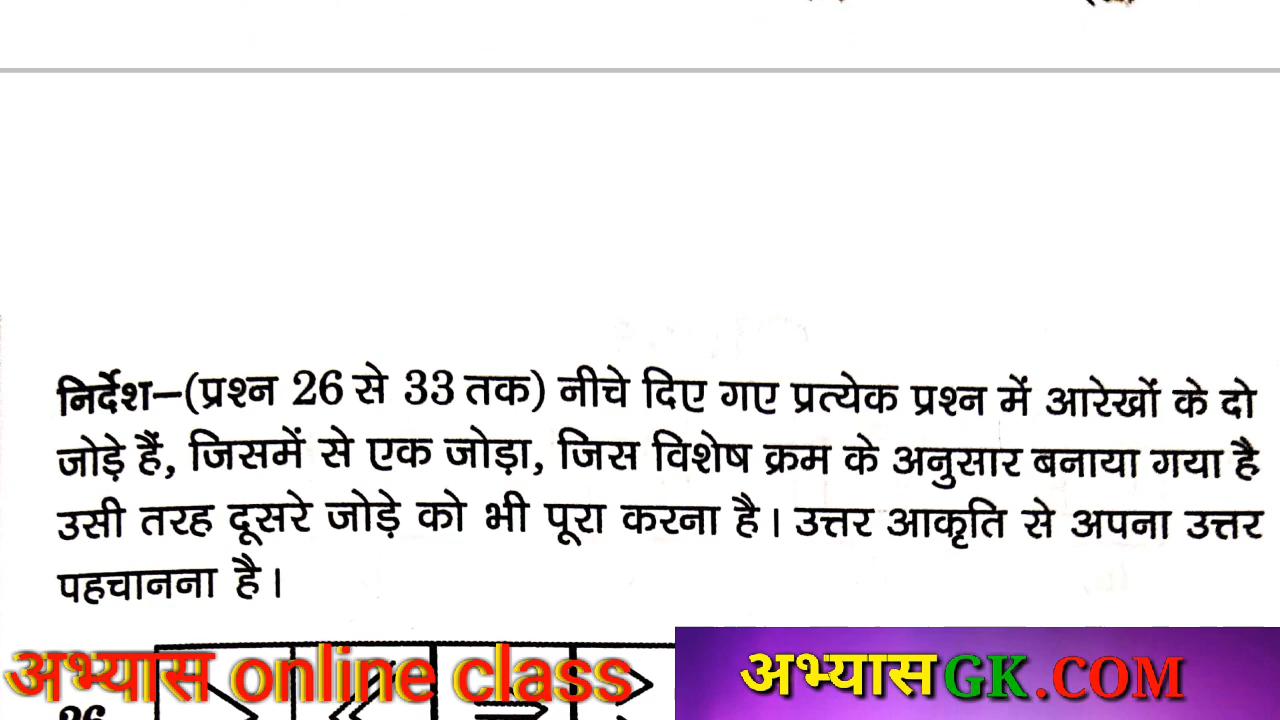 निर्देश–(प्रश्न 26 से 33 तक) नीचे दिए गए प्रत्येक प्रश्न में आरेखों के दो
जोड़े हैं, जिसमें से एक जोड़ा, जिस विशेष क्रम के अनुसार बनाया गया है
उसी तरह दूसरे जोड़े को भी पूरा करना है। उत्तर आकृति से अपना उत्तर
पहचानना है।
अभ्यास online class
अभ्यासGK.COM
26